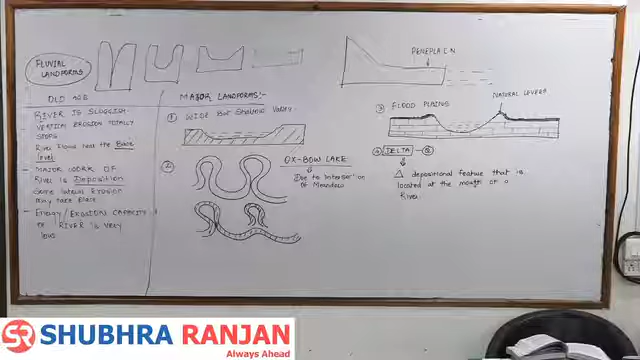 FLUVIAL
LANDFORMS
PENEPLAIN
OLD AGE
RIVER IS SLUGGISH
VERTICAL EROSION TOTALLY
STOPS
River Flows near the Base
level
- MAJOR WORK OF
River is Deposition
Some lateral Erosion
may take Place
- Energy/EROSION CAPACITY
of RIVER is very
low
MAJOR LANDFORMS:-
① WIDE But Shallow Valley
②
OX-BOW LAKE
Due to Intersection
Of Meanders
③ FLOOD PLAINS
NATURAL LEVEES
④ DELTA
△ depositional feature that is
located at the mouth of a
River
SR SHUBHRA RANJAN
Always Ahead